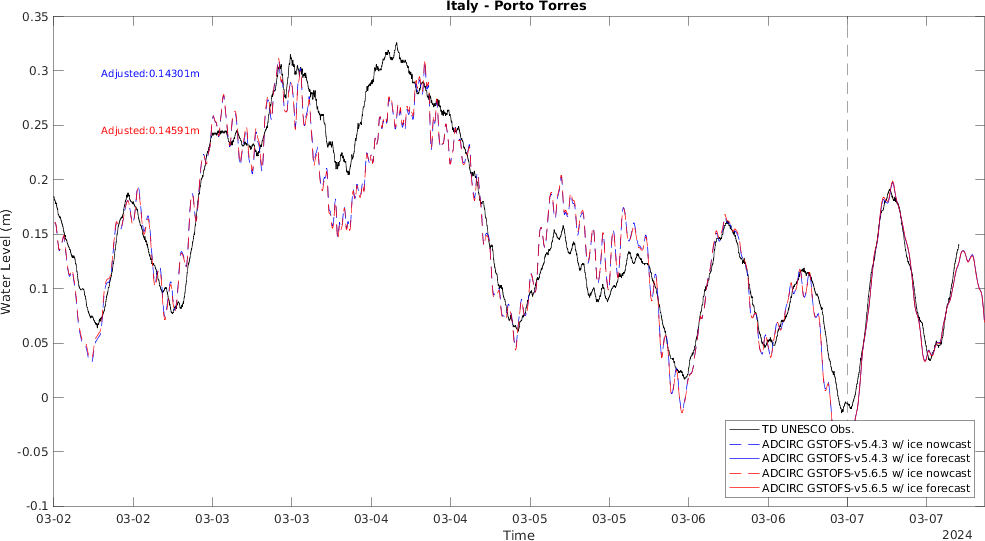 Italy - Porto Torres
0.35
0.3
0.25
0.2
0.15
0.1
0.05
0
-0.05
-0.1
Water Level (m)
Adjusted:0.14301m
Adjusted:0.14591m
TD UNESCO Obs.
ADCIRC GSTOFS-v5.4.3 w/ ice nowcast
ADCIRC GSTOFS-v5.4.3 w/ ice forecast
ADCIRC GSTOFS-v5.6.5 w/ ice nowcast
ADCIRC GSTOFS-v5.6.5 w/ ice forecast
03-02 03-02 03-03 03-03 03-04 03-04 03-05 03-05 03-06 03-06 03-07 03-07
2024
Time